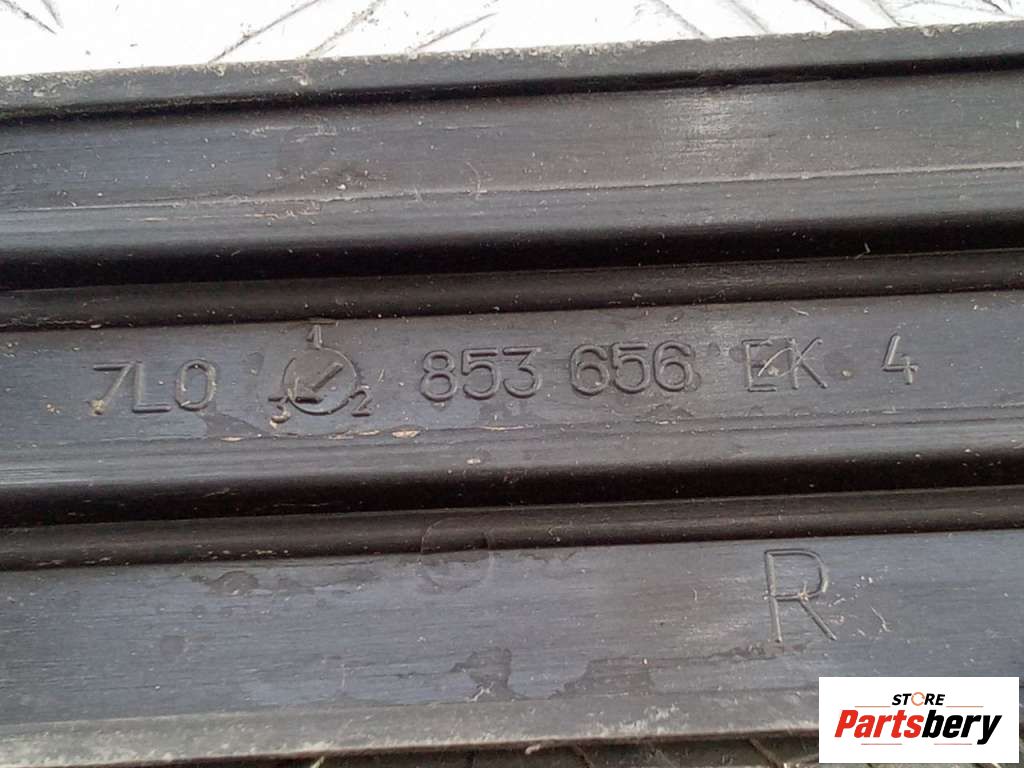 7L0 1 2 3 853 656 EK 4
R
STORE
Partsbery